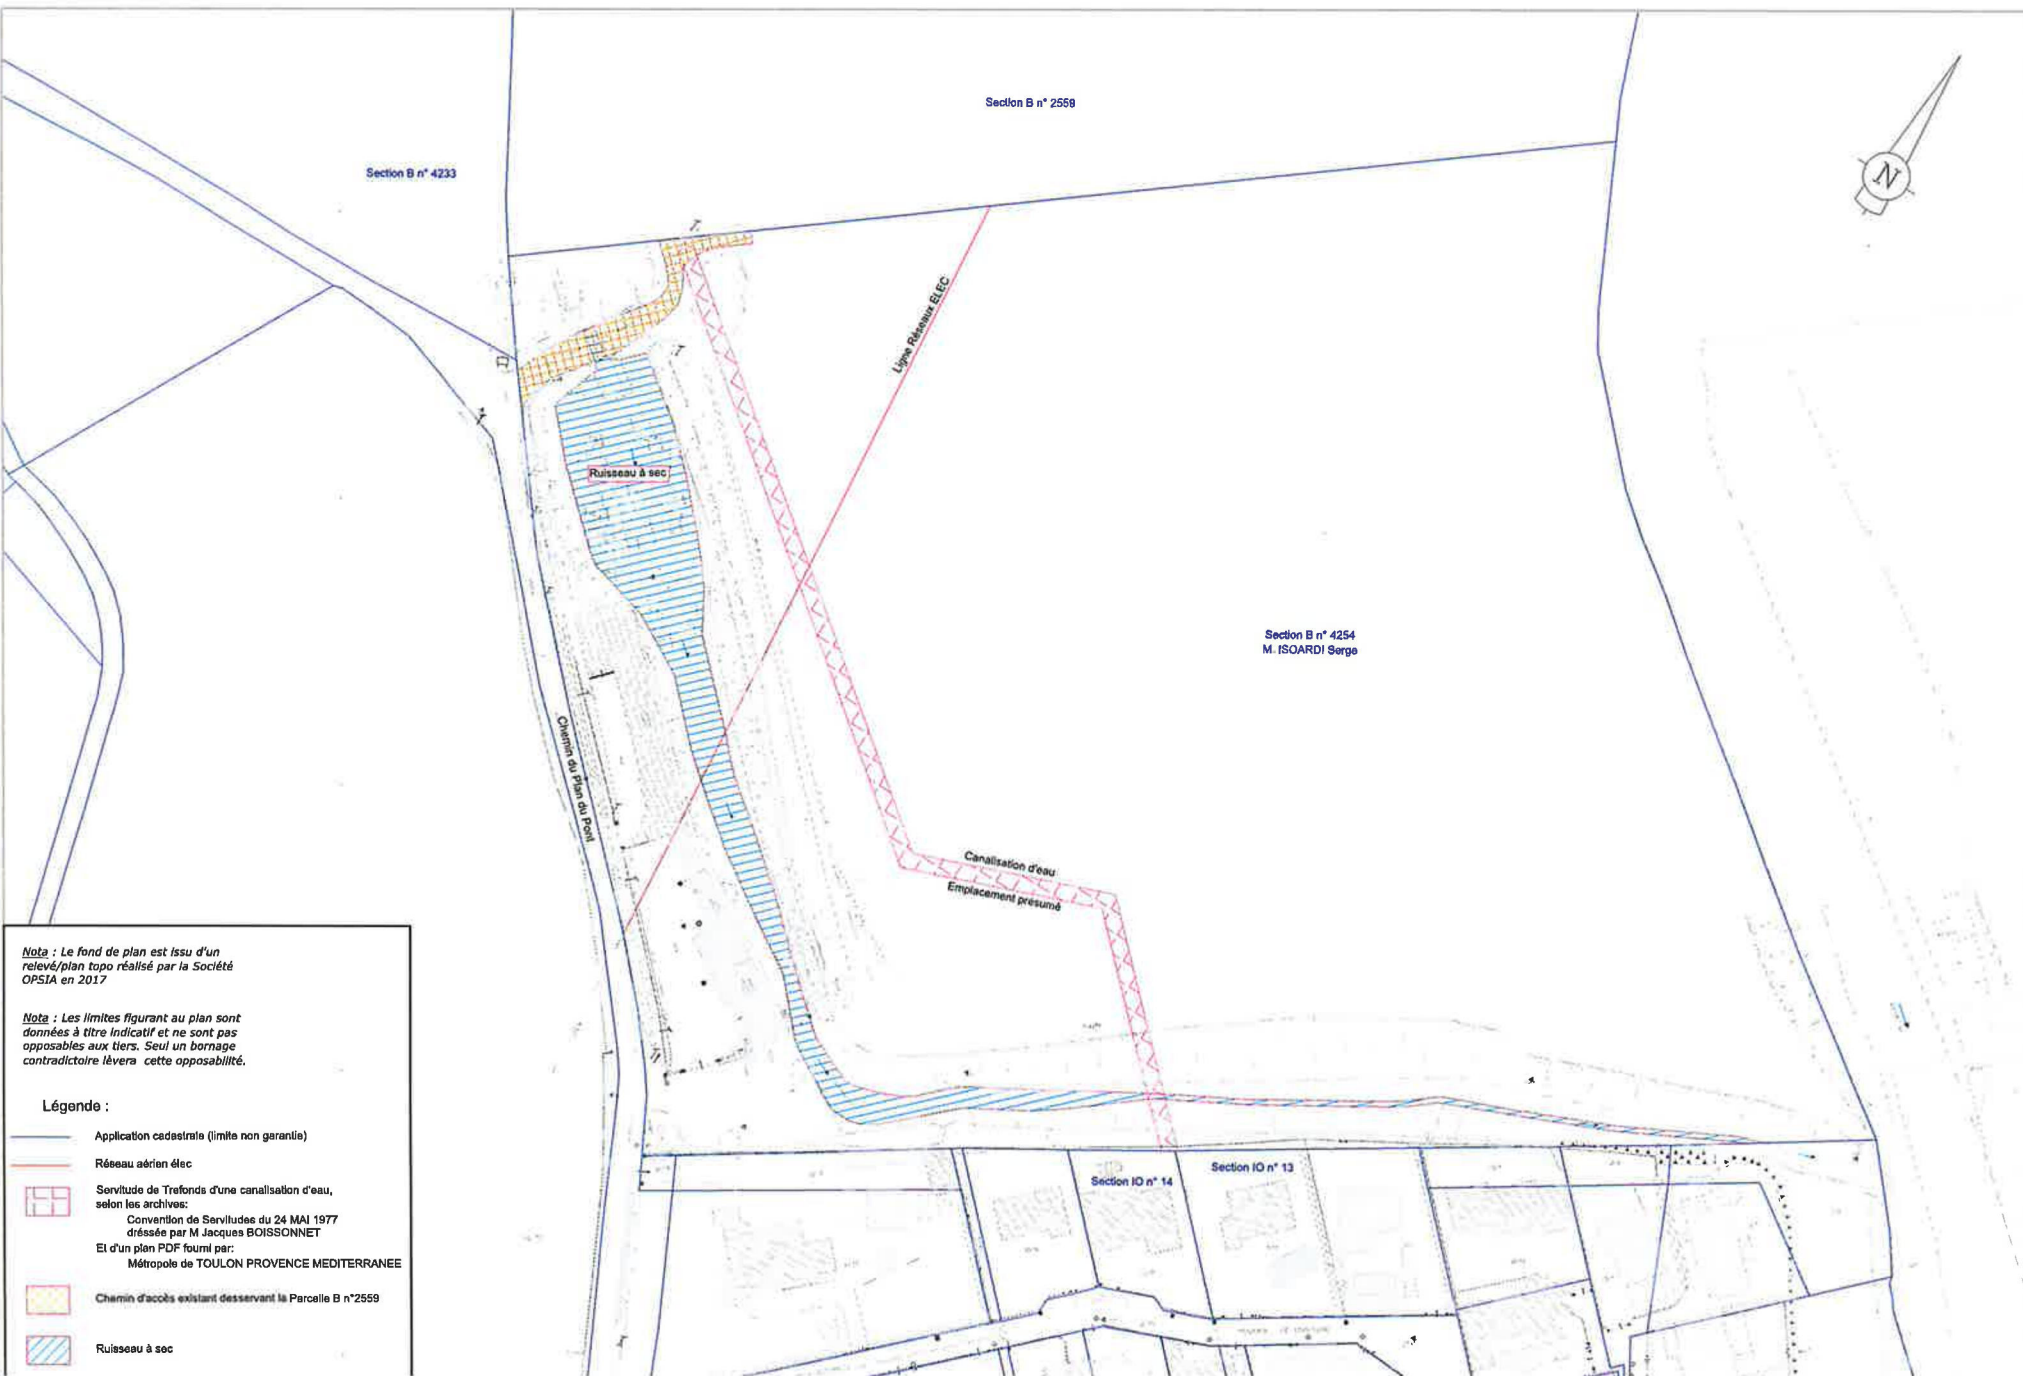 Section B n° 2559
Section B n° 4233
N
Ligne Réseaux ELEC
Ruisseau à sec
Section B n° 4254
M. ISOARDI Serge
Chemin du Plan du Pont
Canalisation d'eau
Emplacement présumé
Section IO n° 13
Section IO n° 14
Nota : Le fond de plan est issu d'un
relevé/plan topo réalisé par la Société
OPSIA en 2017
Nota : Les limites figurant au plan sont
données à titre indicatif et ne sont pas
opposables aux tiers. Seul un bornage
contradictoire lèvera cette opposabilité.
Légende :
Application cadastrale (limite non garantie)
Réseau aérien élec
Servitude de Trefonds d'une canalisation d'eau,
selon les archives:
Convention de Servitudes du 24 MAI 1977
dréssée par M Jacques BOISSONNET
Et d'un plan PDF fourni par:
Métropole de TOULON PROVENCE MEDITERRANEE
Chemin d'accès existant desservant la Parcelle B n°2559
Ruisseau à sec